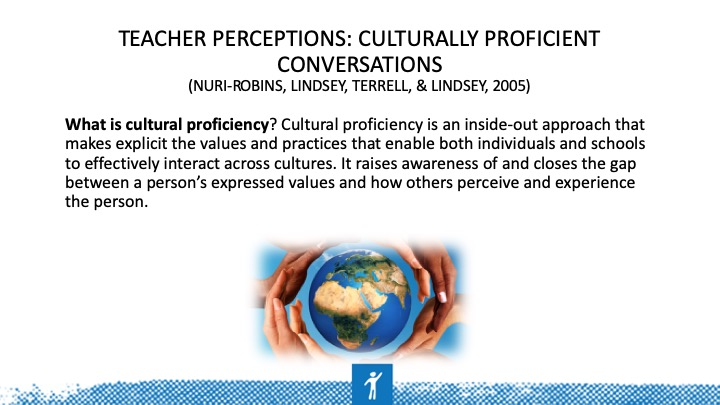 TEACHER PERCEPTIONS: CULTURALLY PROFICIENT
CONVERSATIONS
(NURI-ROBINS, LINDSEY, TERRELL, & LINDSEY, 2005)
What is cultural proficiency? Cultural proficiency is an inside-out approach that
makes explicit the values and practices that enable both individuals and schools
to effectively interact across cultures. It raises awareness of and closes the gap
between a person’s expressed values and how others perceive and experience
the person.